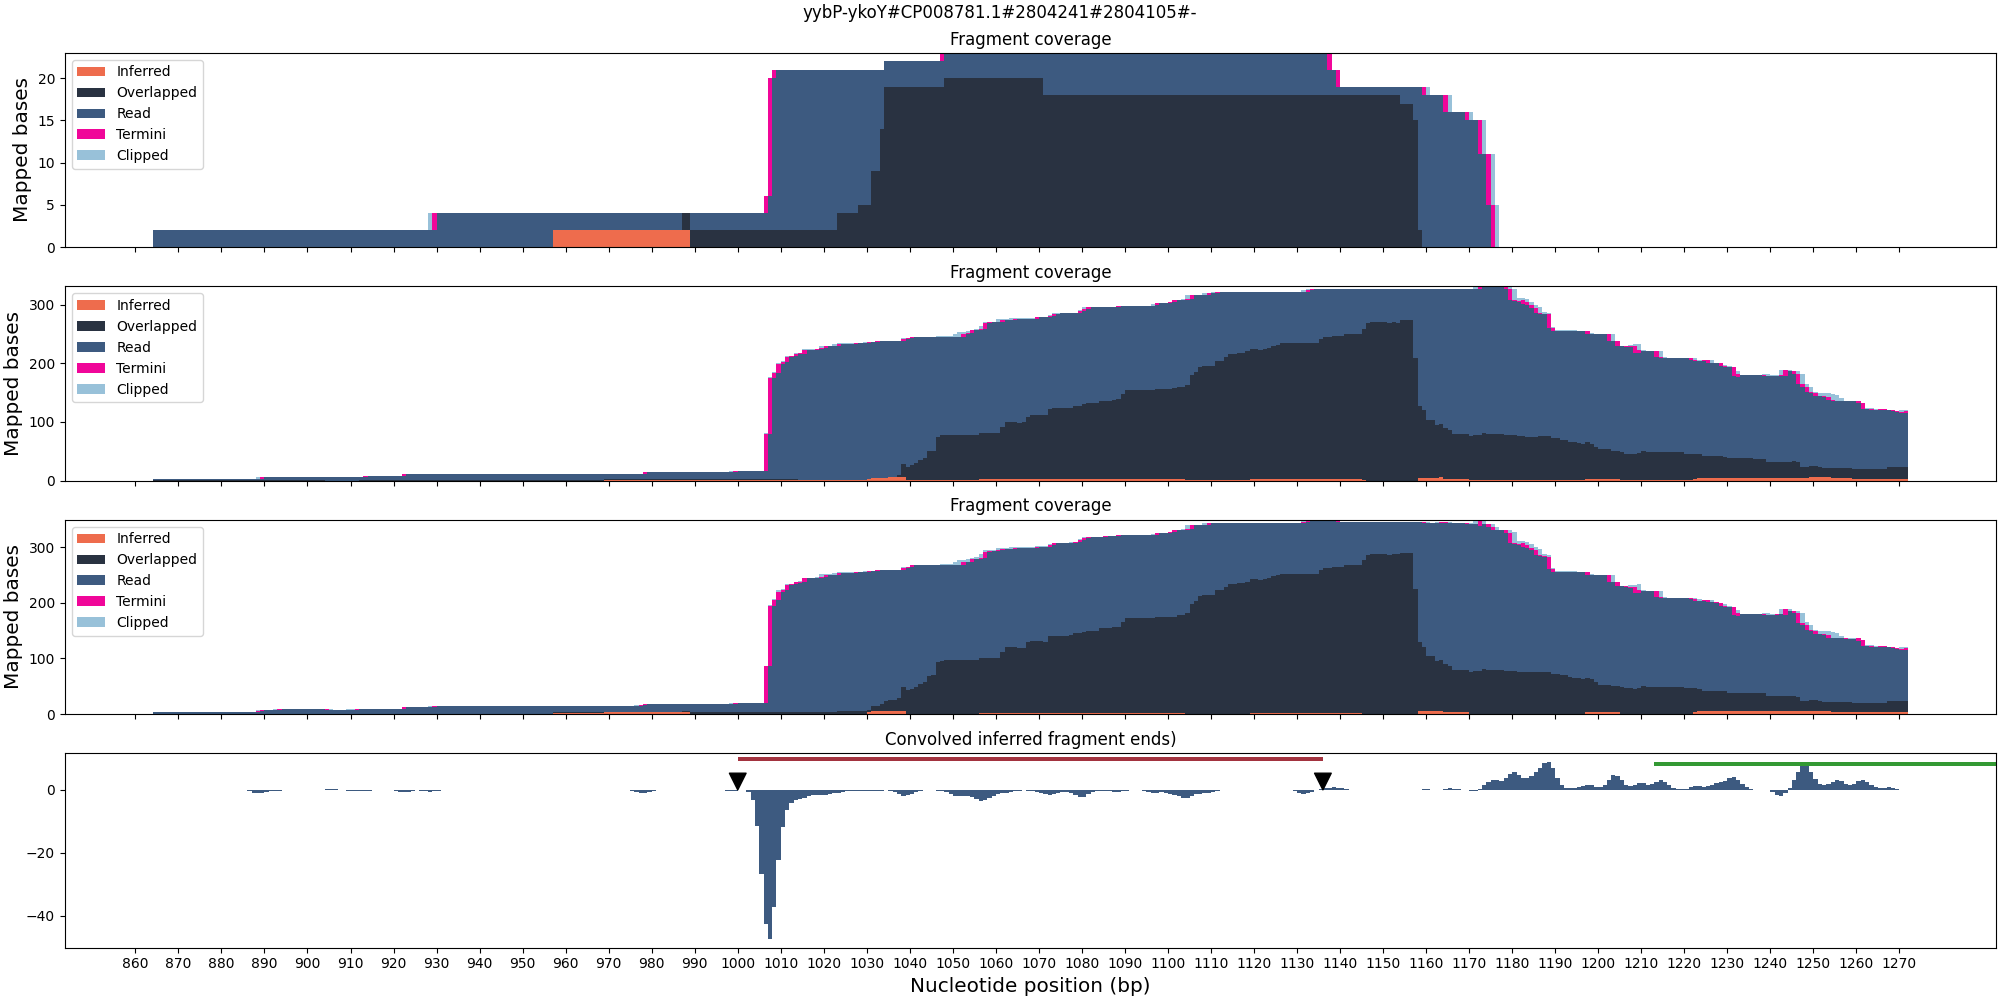 yybP-ykoY#CP008781.1#2804241#2804105#-
Fragment coverage
Mapped bases
20
15
10
5
0
Inferred
Overlapped
Read
Termini
Clipped
Fragment coverage
Mapped bases
300
200
100
0
Inferred
Overlapped
Read
Termini
Clipped
Fragment coverage
Mapped bases
300
200
100
0
Inferred
Overlapped
Read
Termini
Clipped
Convolved inferred fragment ends)
0
−20
−40
860 870 880 890 900 910 920 930 940 950 960 970 980 990 1000 1010 1020 1030 1040 1050 1060 1070 1080 1090 1100 1110 1120 1130 1140 1150 1160 1170 1180 1190 1200 1210 1220 1230 1240 1250 1260 1270
Nucleotide position (bp)